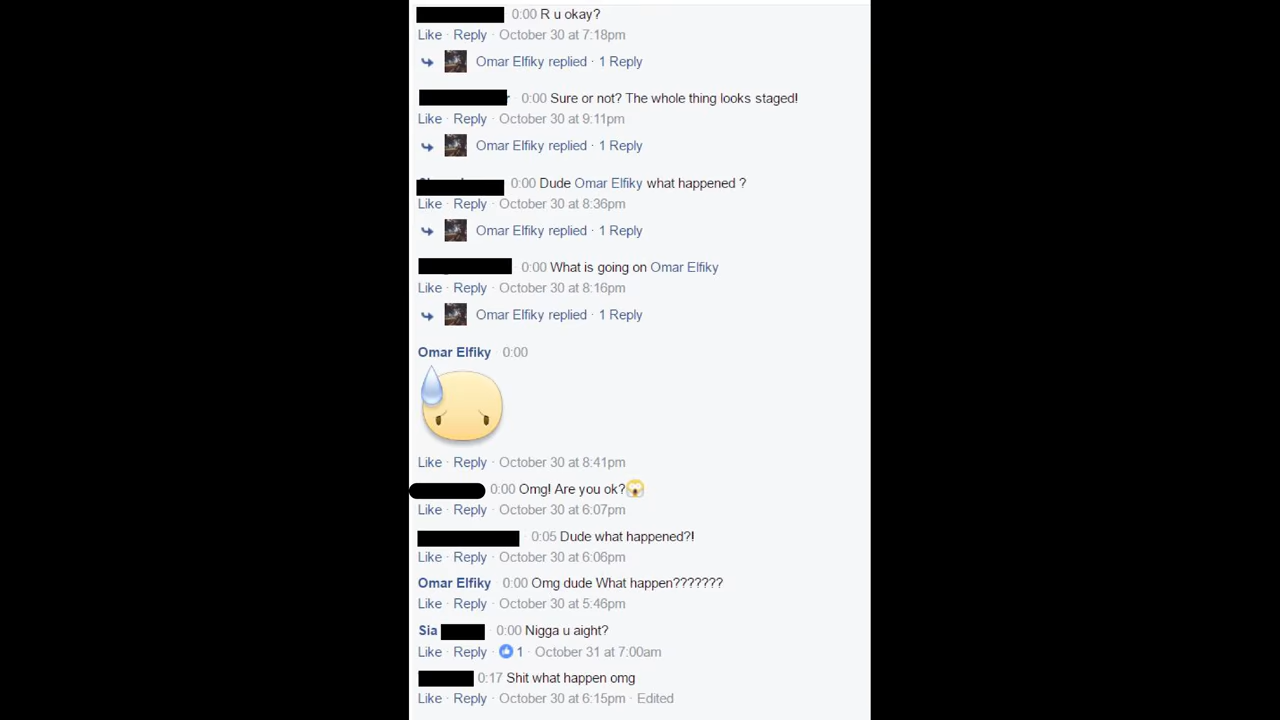 0:00 R u okay?
Like · Reply · October 30 at 7:18pm
Omar Elfiky replied · 1 Reply
0:00 Sure or not? The whole thing looks staged!
Like · Reply · October 30 at 9:11pm
Omar Elfiky replied · 1 Reply
0:00 Dude Omar Elfiky what happened ?
Like · Reply · October 30 at 8:36pm
Omar Elfiky replied · 1 Reply
0:00 What is going on Omar Elfiky
Like · Reply · October 30 at 8:16pm
Omar Elfiky replied · 1 Reply
Omar Elfiky 0:00
Like · Reply · October 30 at 8:41pm
0:00 Omg! Are you ok?😱
Like · Reply · October 30 at 6:07pm
0:05 Dude what happened?!
Like · Reply · October 30 at 6:06pm
Omar Elfiky 0:00 Omg dude What happen???????
Like · Reply · October 30 at 5:46pm
Sia 0:00 Nigga u aight?
Like · Reply · 1 · October 31 at 7:00am
0:17 Shit what happen omg
Like · Reply · October 30 at 6:15pm · Edited